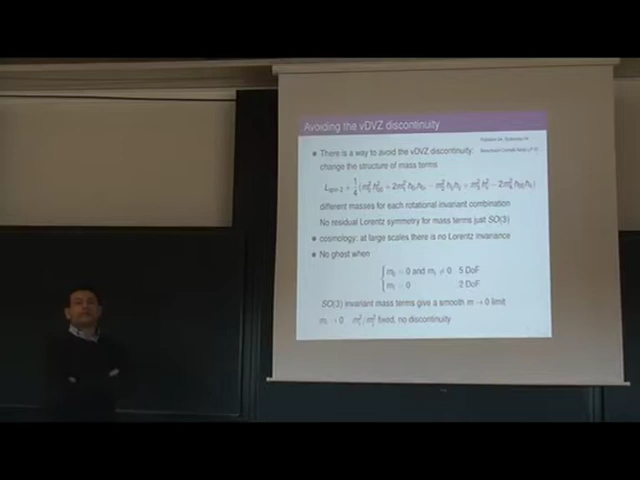 Avoiding the vDVZ discontinuity
There is a way to avoid the vDVZ discontinuity:
change the structure of mass terms
different masses for each rotational invariant combination
No residual Lorentz symmetry for mass terms just SO(3)
cosmology: at large scales there is no Lorentz invariance
No ghost when
m₀ = 0 and m₁ ≠ 0 5 DoF
m₁ = 0 2 DoF
SO(3) invariant mass terms give a smooth m → 0 limit
fixed, no discontinuity